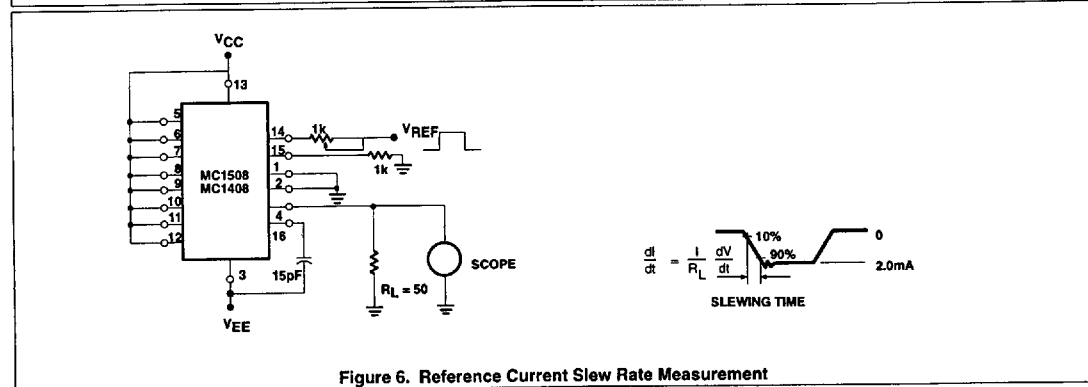 VCC
13
5
6
7
8
9
10
11
12
MC1508
MC1408
14
15
1
2
4
16
3
1k
VREF
1k
15pF
RL = 50
SCOPE
VEE
dI/dt = I/RL dV/dt
10%
90%
0
2.0mA
SLEWING TIME
Figure 6. Reference Current Slew Rate Measurement